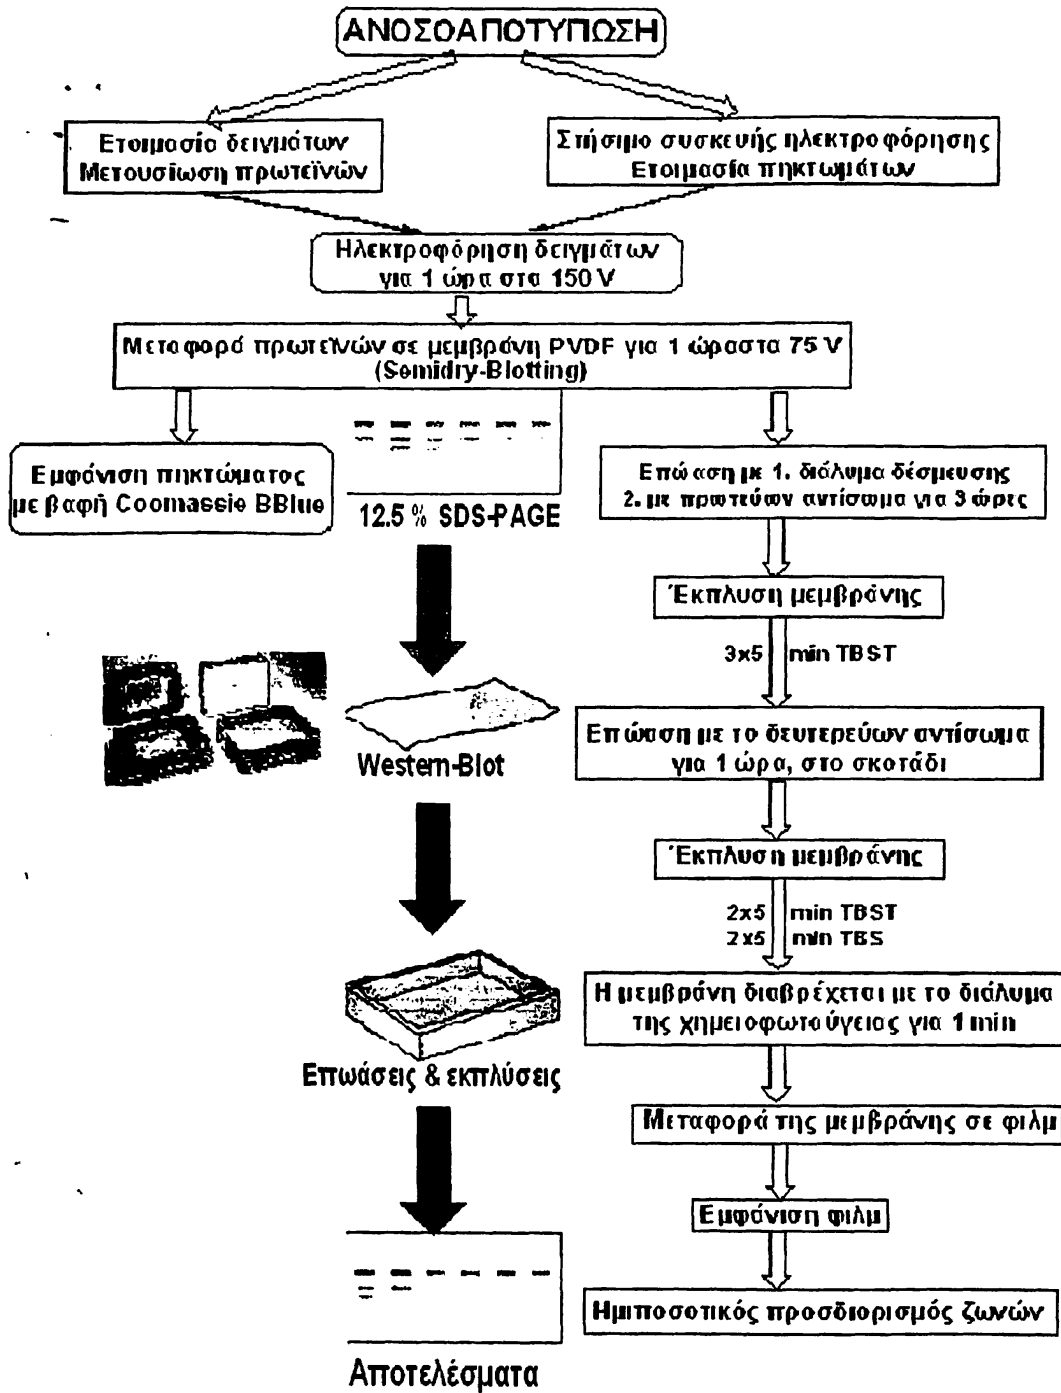 ΑΝΟΣΟΑΠΟΤΥΠΩΣΗ
Ετοιμασία δειγμάτων
Μετουσίωση πρωτεϊνών
Στήσιμο συσκευής ηλεκτροφόρησης
Ετοιμασία πηκτωμάτων
Ηλεκτροφόρηση δειγμάτων
για 1 ώρα στα 150 V
Μεταφορά πρωτεϊνών σε μεμβράνη PVDF για 1 ώραστα 75 V
(Semidry-Blotting)
Εμφάνιση πηκτώματος
με βαφή Coomassie BBlue
12.5 % SDS-PAGE
Επώαση με 1. διάλυμα δέσμευσης
2. με πρωτεύων αντίσωμα για 3 ώρες
Έκπλυση μεμβράνης
3x5 min TBST
Western-Blot
Επώαση με το δευτερεύων αντίσωμα
για 1 ώρα, στο σκοτάδι
Έκπλυση μεμβράνης
2x5 min TBST
2x5 min TBS
Επωάσεις & εκπλύσεις
Η μεμβράνη διαβρέχεται με το διάλυμα
της χημειοφωταύγειας για 1 min
Μεταφορά της μεμβράνης σε φιλμ
Εμφάνιση φιλμ
Ημιποσοτικός προσδιορισμός ζωνών
Αποτελέσματα